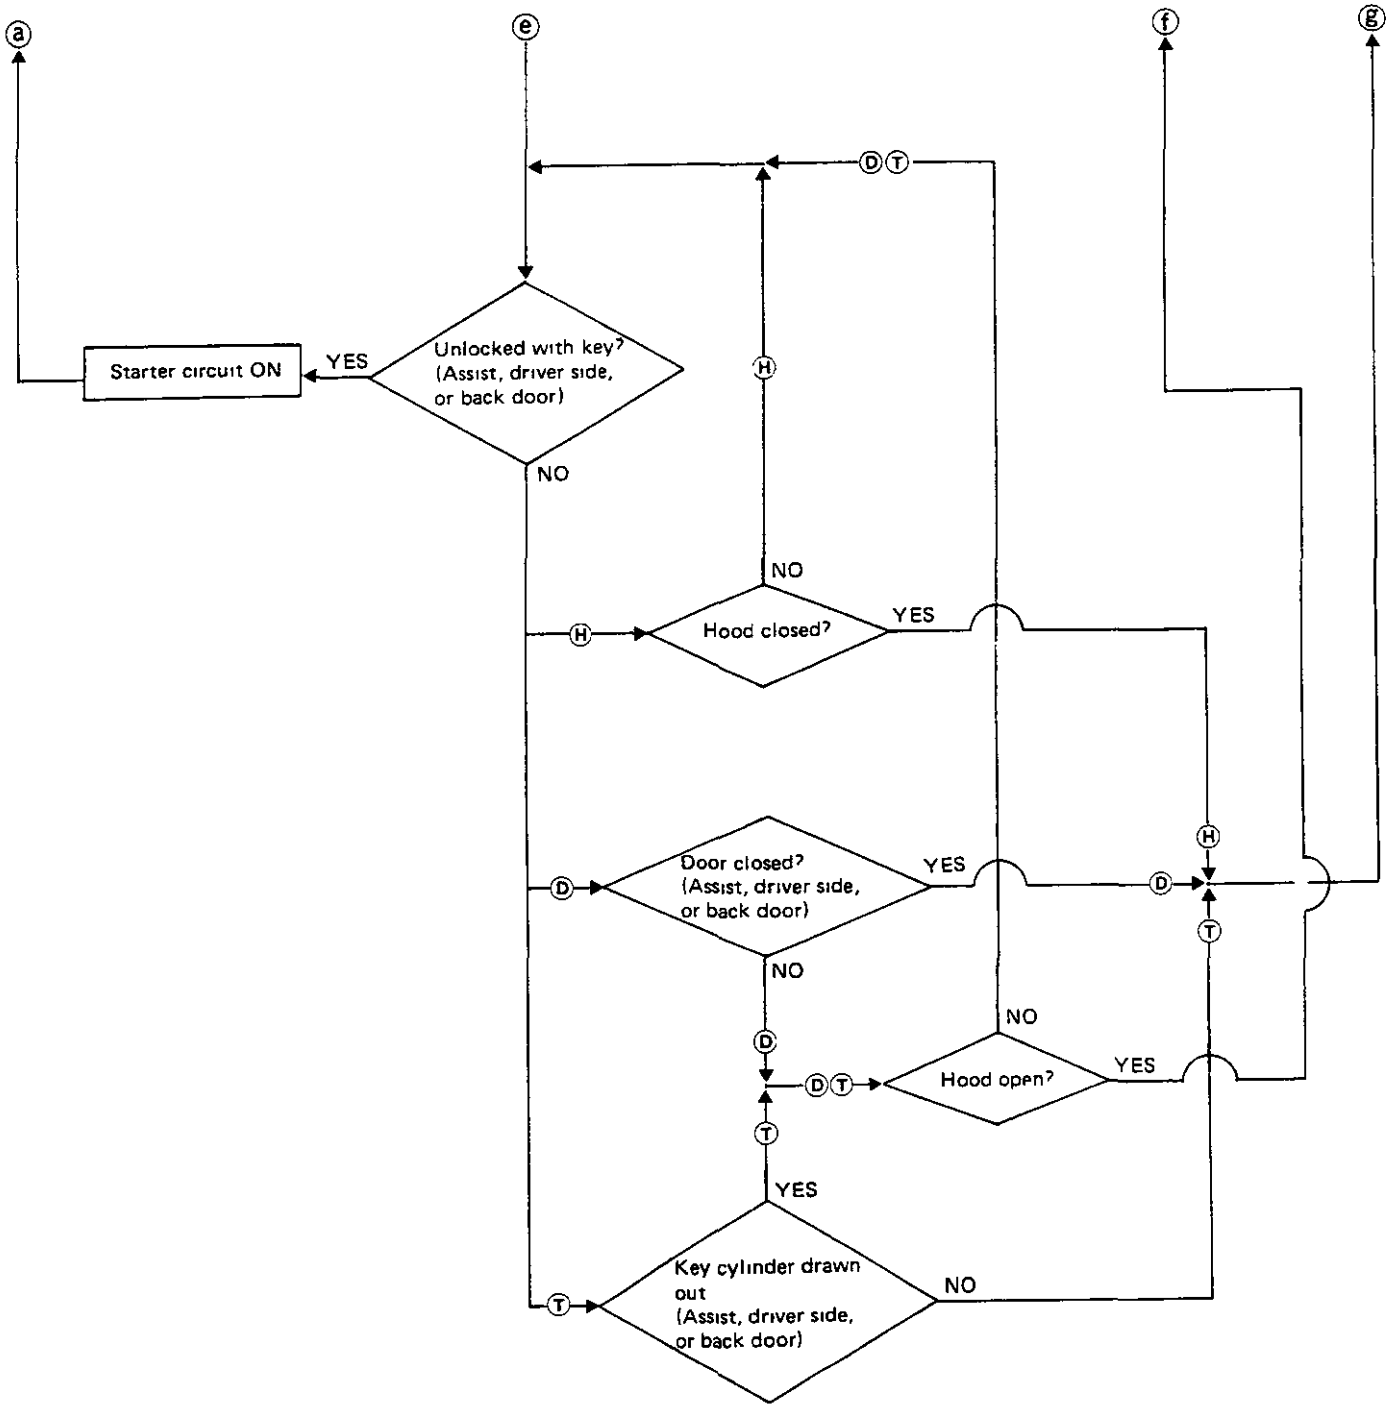 a
e
f
g
D T
Unlocked with key?
(Assist, driver side,
or back door)
YES
Starter circuit ON
H
NO
NO
H
Hood closed?
YES
H
D
Door closed?
(Assist, driver side,
or back door)
YES
D
T
NO
D
NO
D T
Hood open?
YES
T
YES
T
Key cylinder drawn
out
(Assist, driver side,
or back door)
NO